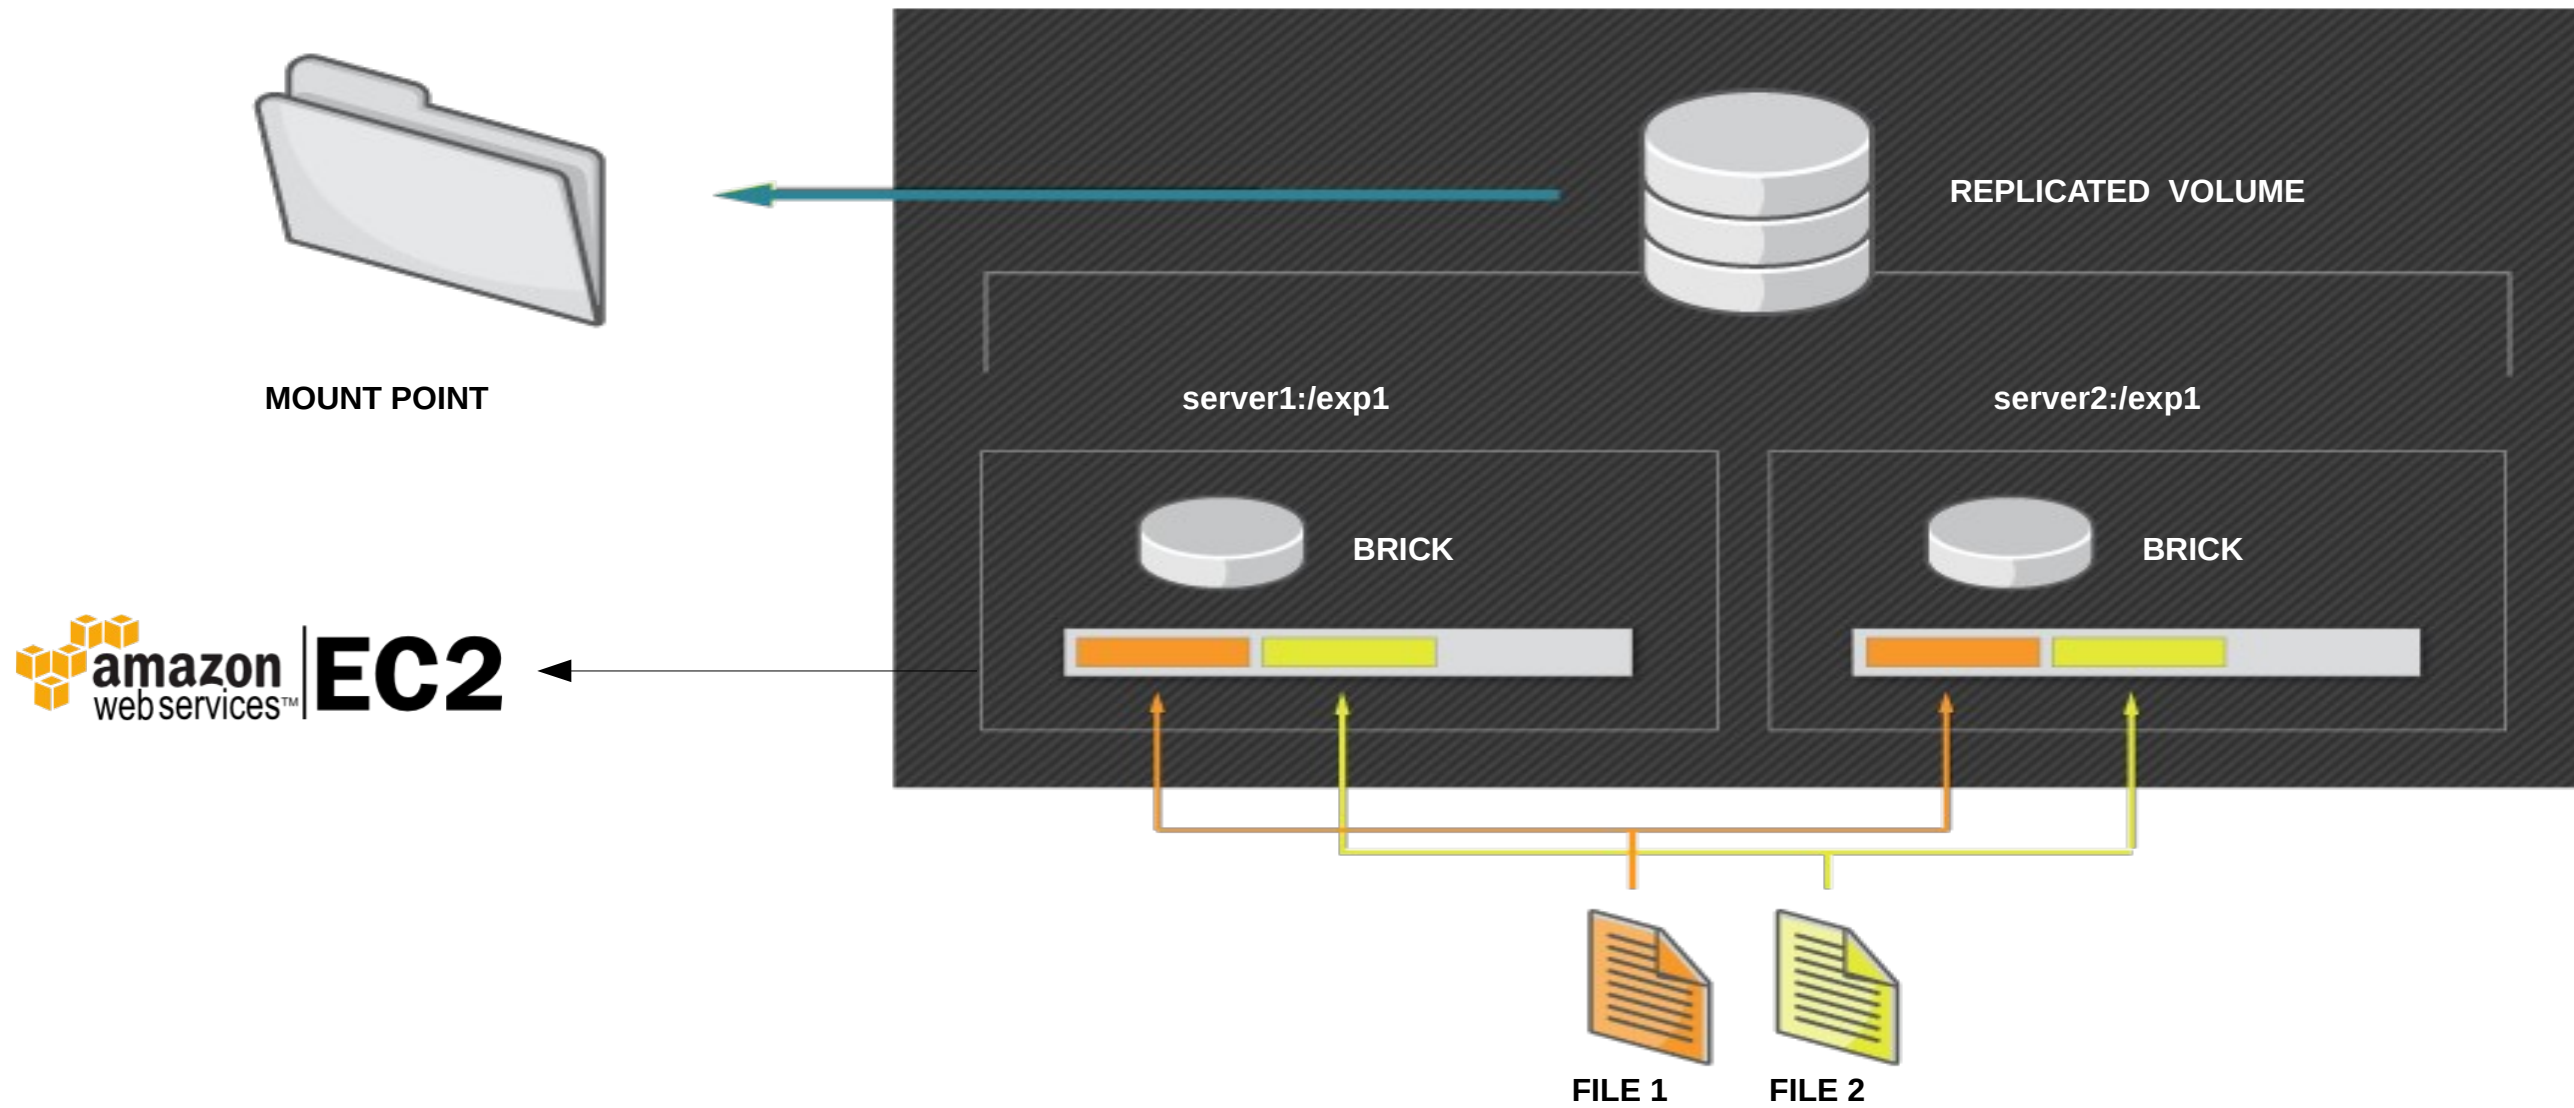 REPLICATED VOLUME
MOUNT POINT
server1:/exp1
server2:/exp1
BRICK
BRICK
amazon
web services™
EC2
FILE 1
FILE 2